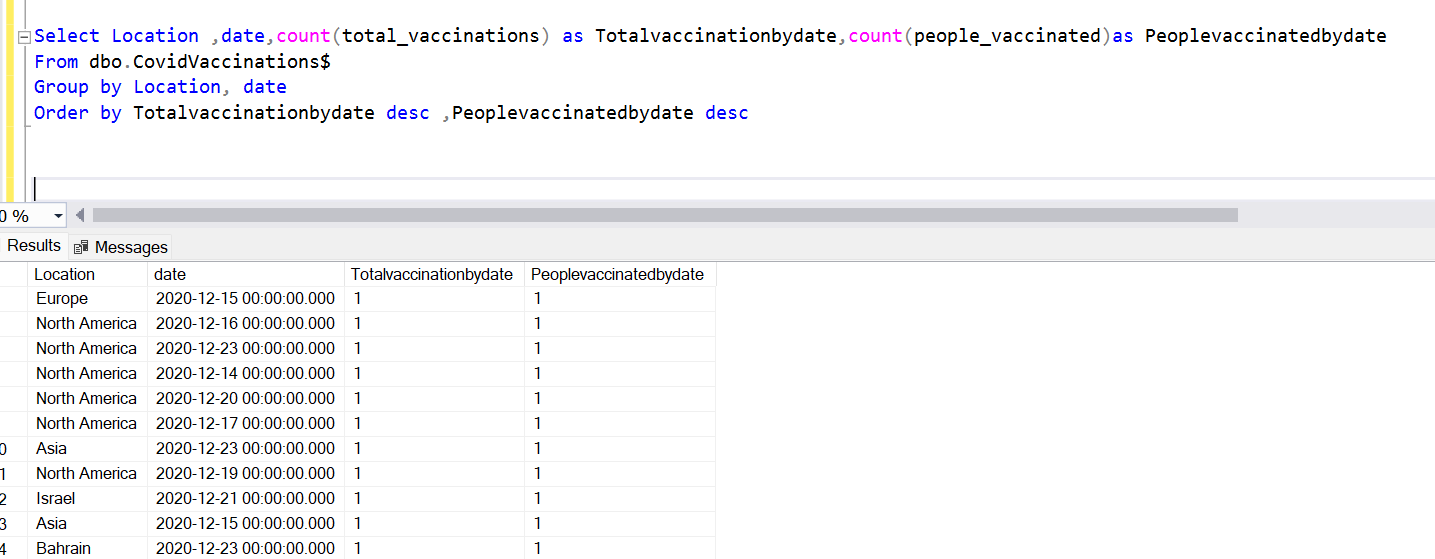 Select Location ,date,count(total_vaccinations) as Totalvaccinationbydate,count(people_vaccinated)as Peoplevaccinatedbydate
From dbo.CovidVaccinations$
Group by Location, date
Order by Totalvaccinationbydate desc ,Peoplevaccinatedbydate desc
0 %
Results Messages
Location date Totalvaccinationbydate Peoplevaccinatedbydate
Europe 2020-12-15 00:00:00.000 1 1
North America 2020-12-16 00:00:00.000 1 1
North America 2020-12-23 00:00:00.000 1 1
North America 2020-12-14 00:00:00.000 1 1
North America 2020-12-20 00:00:00.000 1 1
North America 2020-12-17 00:00:00.000 1 1
0 Asia 2020-12-23 00:00:00.000 1 1
1 North America 2020-12-19 00:00:00.000 1 1
2 Israel 2020-12-21 00:00:00.000 1 1
3 Asia 2020-12-15 00:00:00.000 1 1
4 Bahrain 2020-12-23 00:00:00.000 1 1